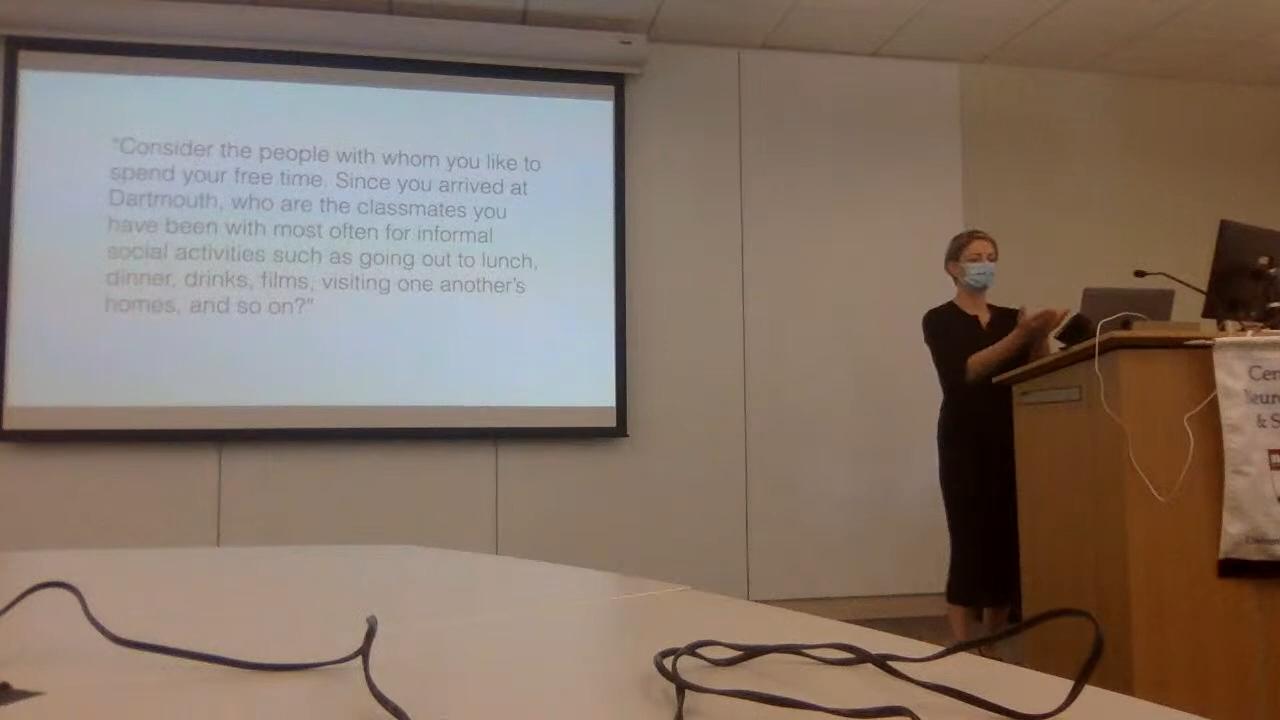 "Consider the people with whom you like to
spend your free time. Since you arrived at
Dartmouth, who are the classmates you
have been with most often for informal
social activities such as going out to lunch,
dinner, drinks, films, visiting one another's
homes, and so on?"
Cen
Neuro
& S